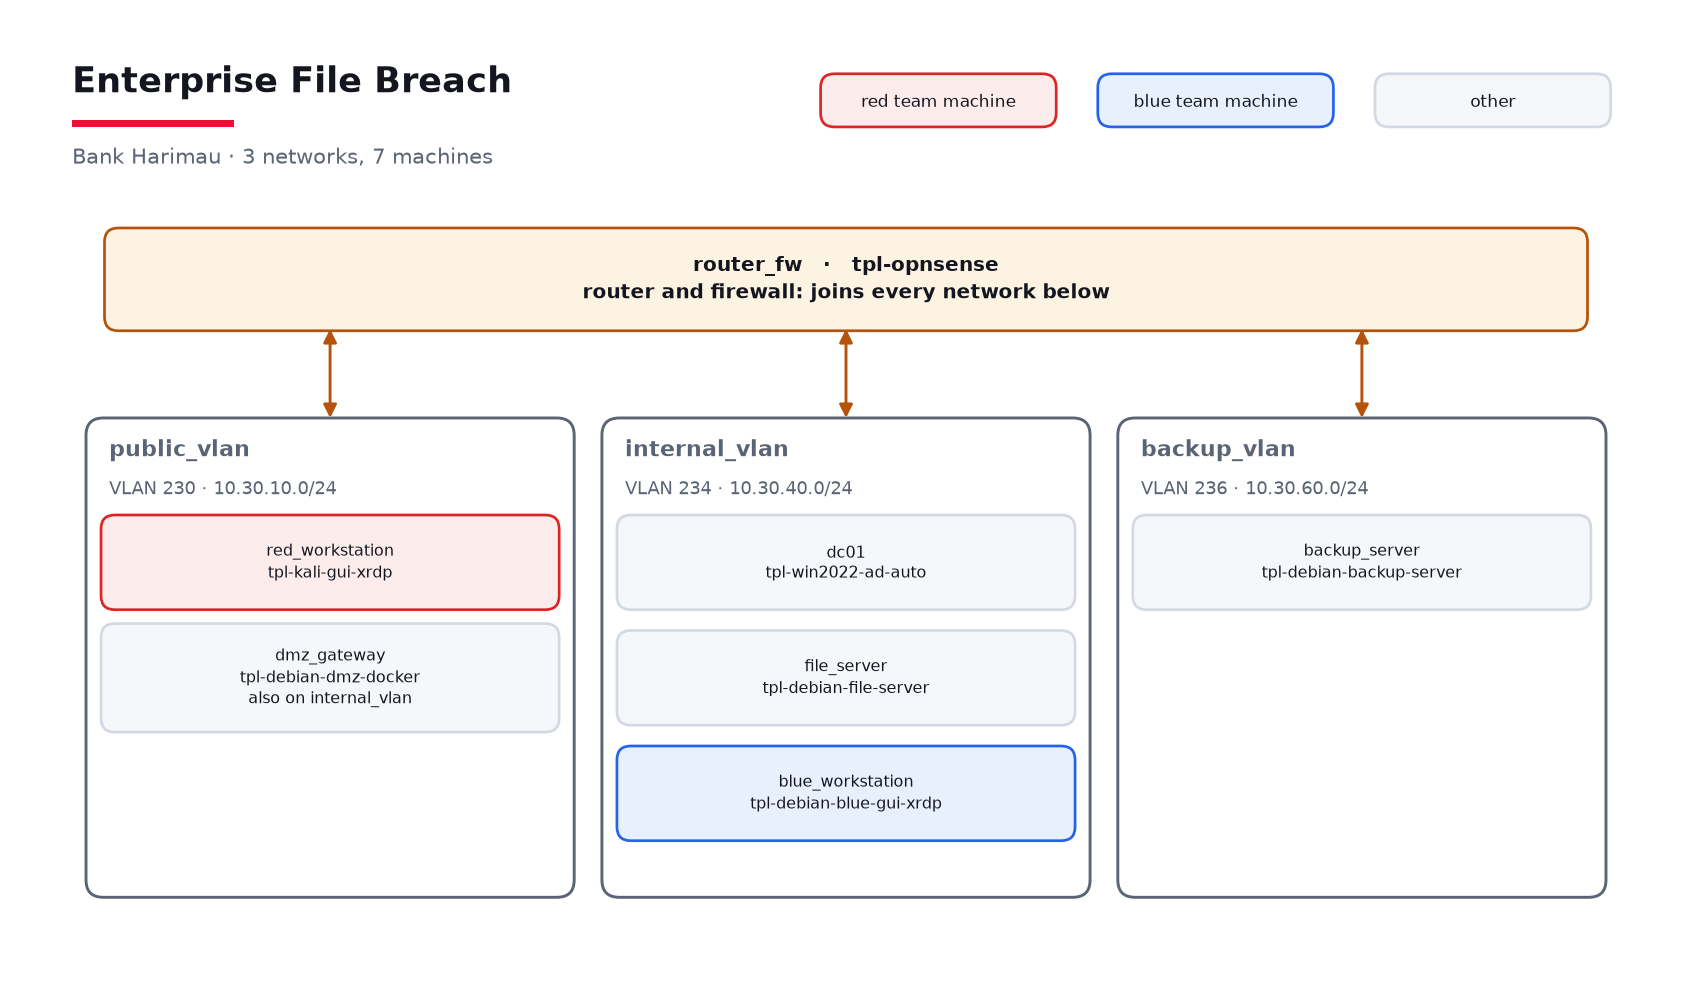 Enterprise File Breach
Bank Harimau · 3 networks, 7 machines
red team machine
blue team machine
other
router_fw · tpl-opnsense
router and firewall: joins every network below
public_vlan
VLAN 230 · 10.30.10.0/24
red_workstation
tpl-kali-gui-xrdp
dmz_gateway
tpl-debian-dmz-docker
also on internal_vlan
internal_vlan
VLAN 234 · 10.30.40.0/24
dc01
tpl-win2022-ad-auto
file_server
tpl-debian-file-server
blue_workstation
tpl-debian-blue-gui-xrdp
backup_vlan
VLAN 236 · 10.30.60.0/24
backup_server
tpl-debian-backup-server